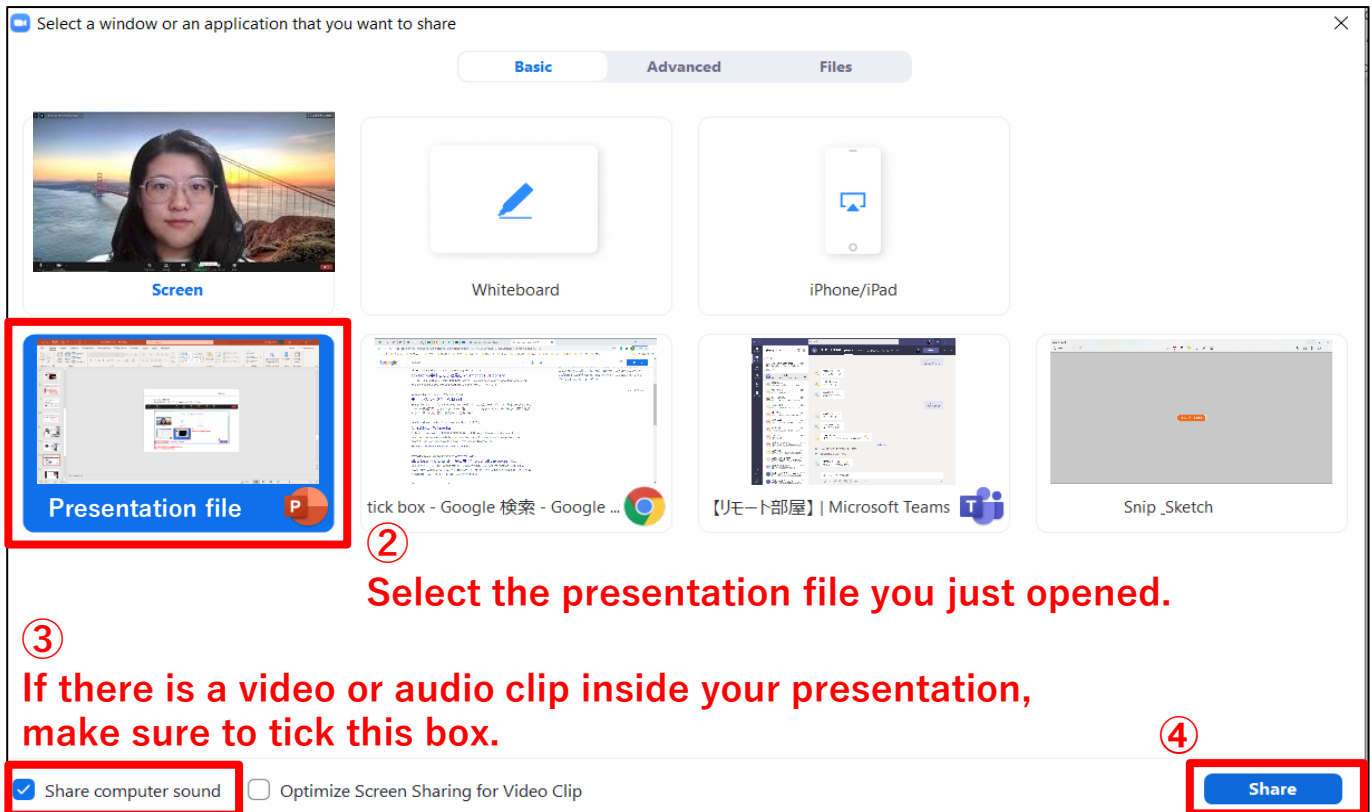 Select a window or an application that you want to share
Basic Advanced Files
Screen
Whiteboard
iPhone/iPad
Presentation file
P
tick box - Google 検索 - Google ...
【リモート部屋】 | Microsoft Teams
T
Snip _Sketch
②
Select the presentation file you just opened.
③
If there is a video or audio clip inside your presentation,
make sure to tick this box.
④
Share computer sound
Optimize Screen Sharing for Video Clip
Share